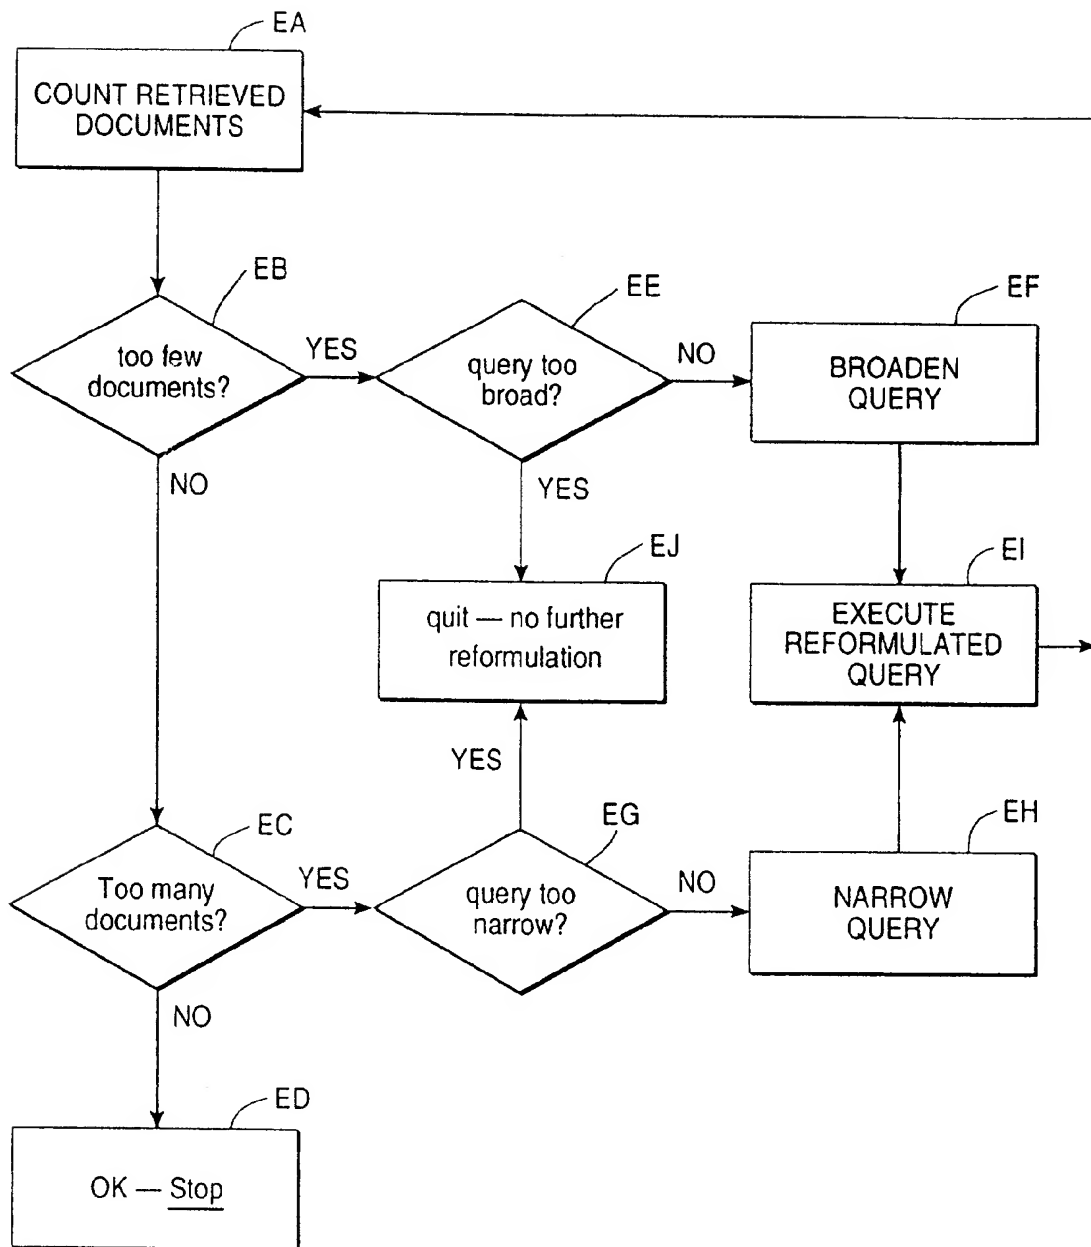 EA
COUNT RETRIEVED
DOCUMENTS
EB
too few
documents?
YES
EE
query too
broad?
NO
EF
BROADEN
QUERY
NO
YES
EJ
quit — no further
reformulation
EI
EXECUTE
REFORMULATED
QUERY
YES
EC
Too many
documents?
YES
EG
query too
narrow?
NO
EH
NARROW
QUERY
NO
ED
OK — Stop